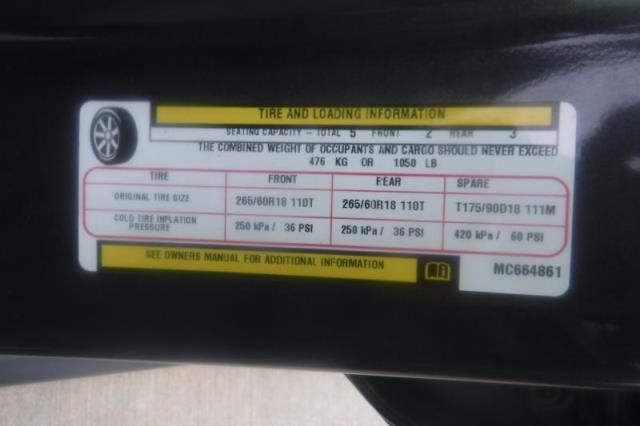 TIRE AND LOADING INFORMATION
SEATING CAPACITY - TOTAL 5 FRONT 2 REAR 3
THE COMBINED WEIGHT OF OCCUPANTS AND CARGO SHOULD NEVER EXCEED
476 KG OR 1050 LB
TIRE FRONT REAR SPARE
ORIGINAL TIRE SIZE 265/60R18 110T 265/60R18 110T T175/90D18 111M
COLD TIRE INFLATION PRESSURE 250 kPa / 36 PSI 250 kPa / 36 PSI 420 kPa / 60 PSI
SEE OWNERS MANUAL FOR ADDITIONAL INFORMATION
MC664861